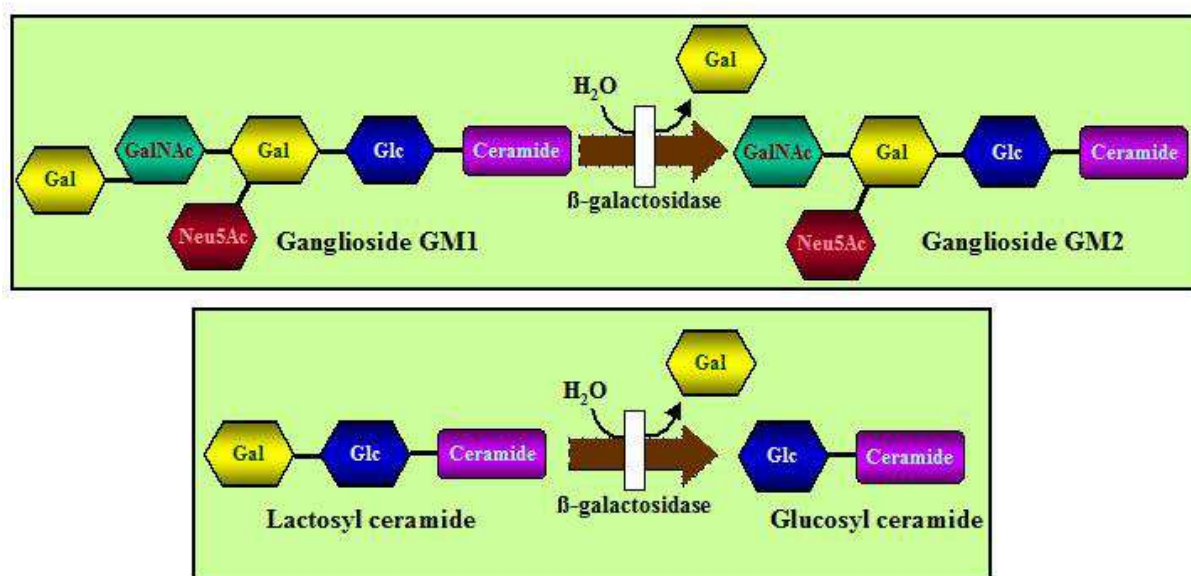 Gal
H₂O
GalNAc Gal Glc Ceramide GalNAc Gal Glc Ceramide
Gal
ß-galactosidase
Neu5Ac Ganglioside GM1 Neu5Ac Ganglioside GM2
Gal
H₂O
Gal Glc Ceramide Glc Ceramide
ß-galactosidase
Lactosyl ceramide Glucosyl ceramide